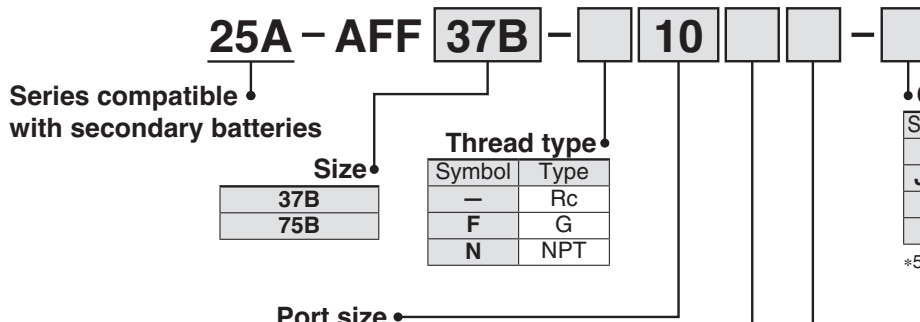 25A – AFF 37B – 10 –
Series compatible
with secondary batteries
Size
37B
75B
Thread type
Symbol Type
– Rc
F G
N NPT
Port size
J
*5